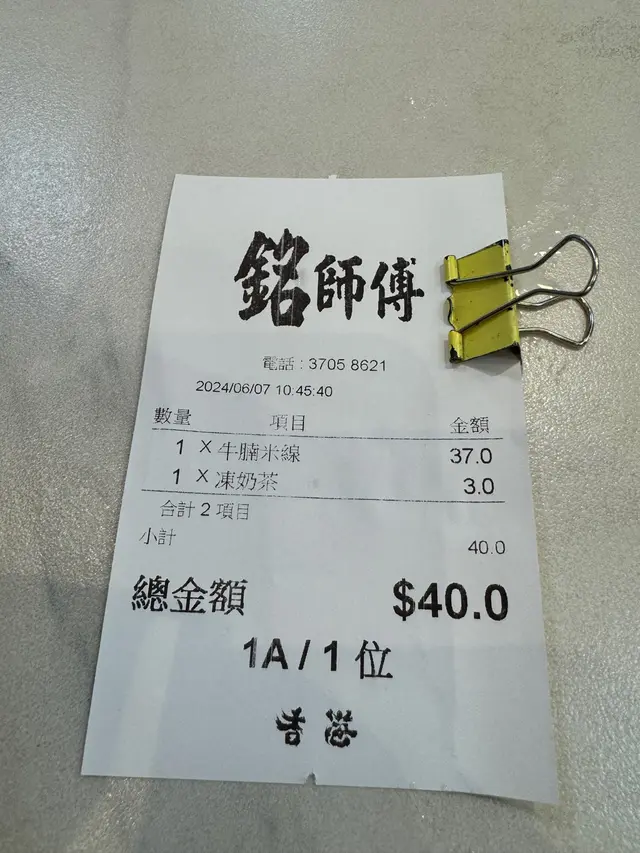 銘師傅
電話 : 3705 8621
2024/06/07 10:45:40
數量 項目 金額
1 X 牛腩米線 37.0
1 X 凍奶茶 3.0
合計 2 項目
小計 40.0
總金額 $40.0
1A / 1 位
香港